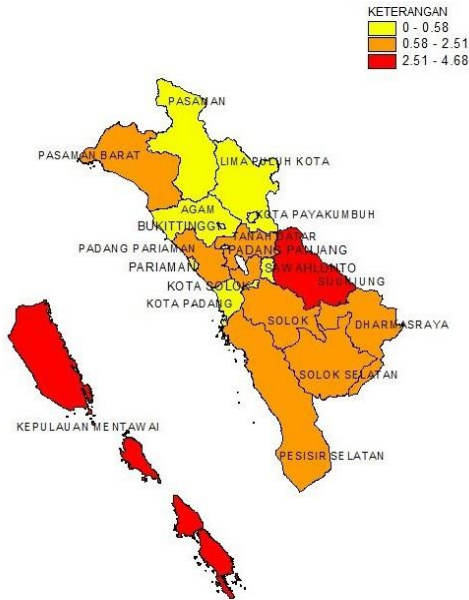 KETERANGAN
0 - 0.58
0.58 - 2.51
2.51 - 4.68
PASAMAN
PASAMAN BARAT
LIMA PULUH KOTA
AGAM
KOTA PAYAKUMBUH
BUKITTINGGI
TANAH DATAR
PADANG PARIAMAN
PADANG PANJANG
PARIAMAN
SAWAHLUNTO
SIJUNJUNG
KOTA SOLOK
KOTA PADANG
SOLOK
DHARMASRAYA
SOLOK SELATAN
KEPULAUAN MENTAWAI
PESISIR SELATAN